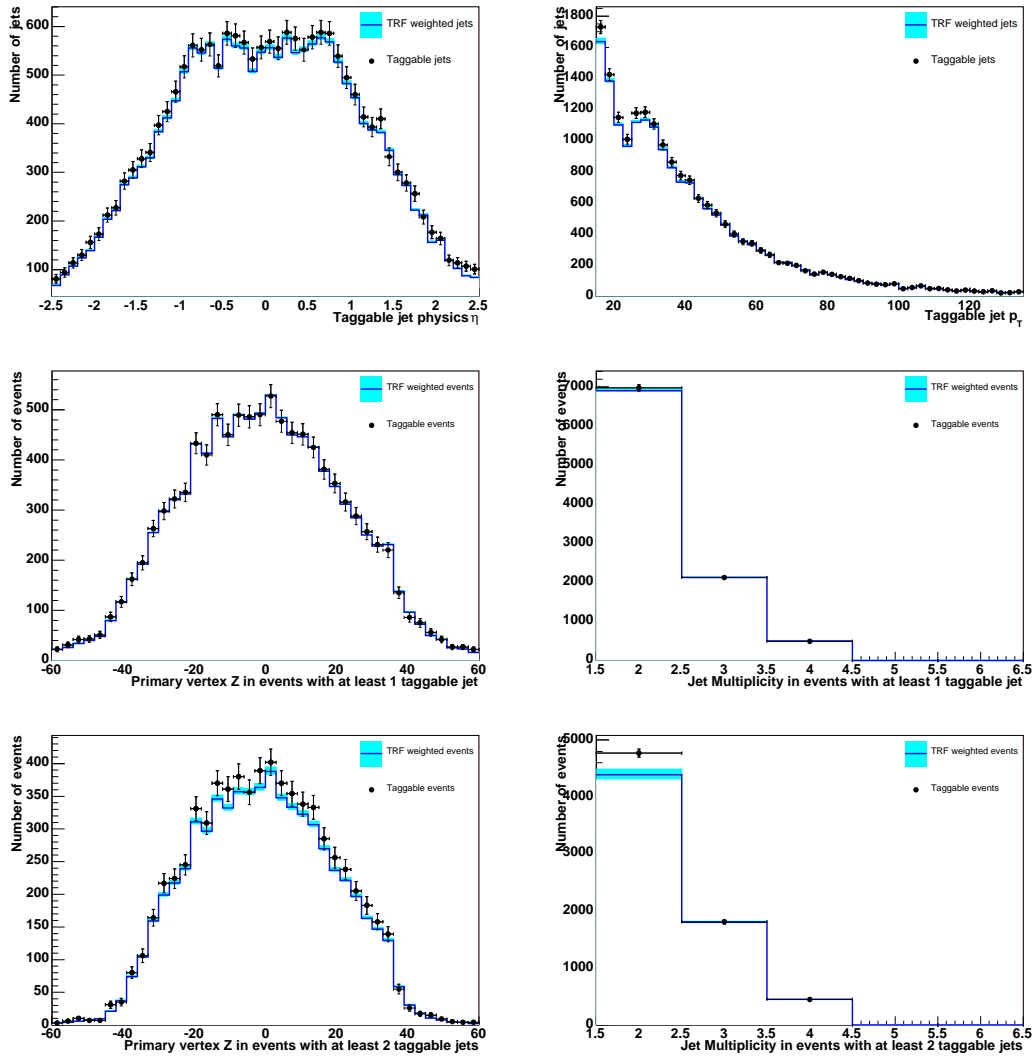 Number of jets
600
500
400
300
200
100
TRF weighted jets
Taggable jets
-2.5 -2 -1.5 -1 -0.5 0 0.5 1 1.5 2 2.5
Taggable jet physics η
Number of jets
1800
1600
1400
1200
1000
800
600
400
200
0
TRF weighted jets
Taggable jets
20 40 60 80 100 120
Taggable jet p_T
Number of events
500
400
300
200
100
0
TRF weighted events
Taggable events
-60 -40 -20 0 20 40 60
Primary vertex Z in events with at least 1 taggable jet
Number of events
7000
6000
5000
4000
3000
2000
1000
0
TRF weighted events
Taggable events
1.5 2 2.5 3 3.5 4 4.5 5 5.5 6 6.5
Jet Multiplicity in events with at least 1 taggable jet
Number of events
400
350
300
250
200
150
100
50
0
TRF weighted events
Taggable events
-60 -40 -20 0 20 40 60
Primary vertex Z in events with at least 2 taggable jets
Number of events
5000
4000
3000
2000
1000
0
TRF weighted events
Taggable events
1.5 2 2.5 3 3.5 4 4.5 5 5.5 6 6.5
Jet Multiplicity in events with at least 2 taggable jets